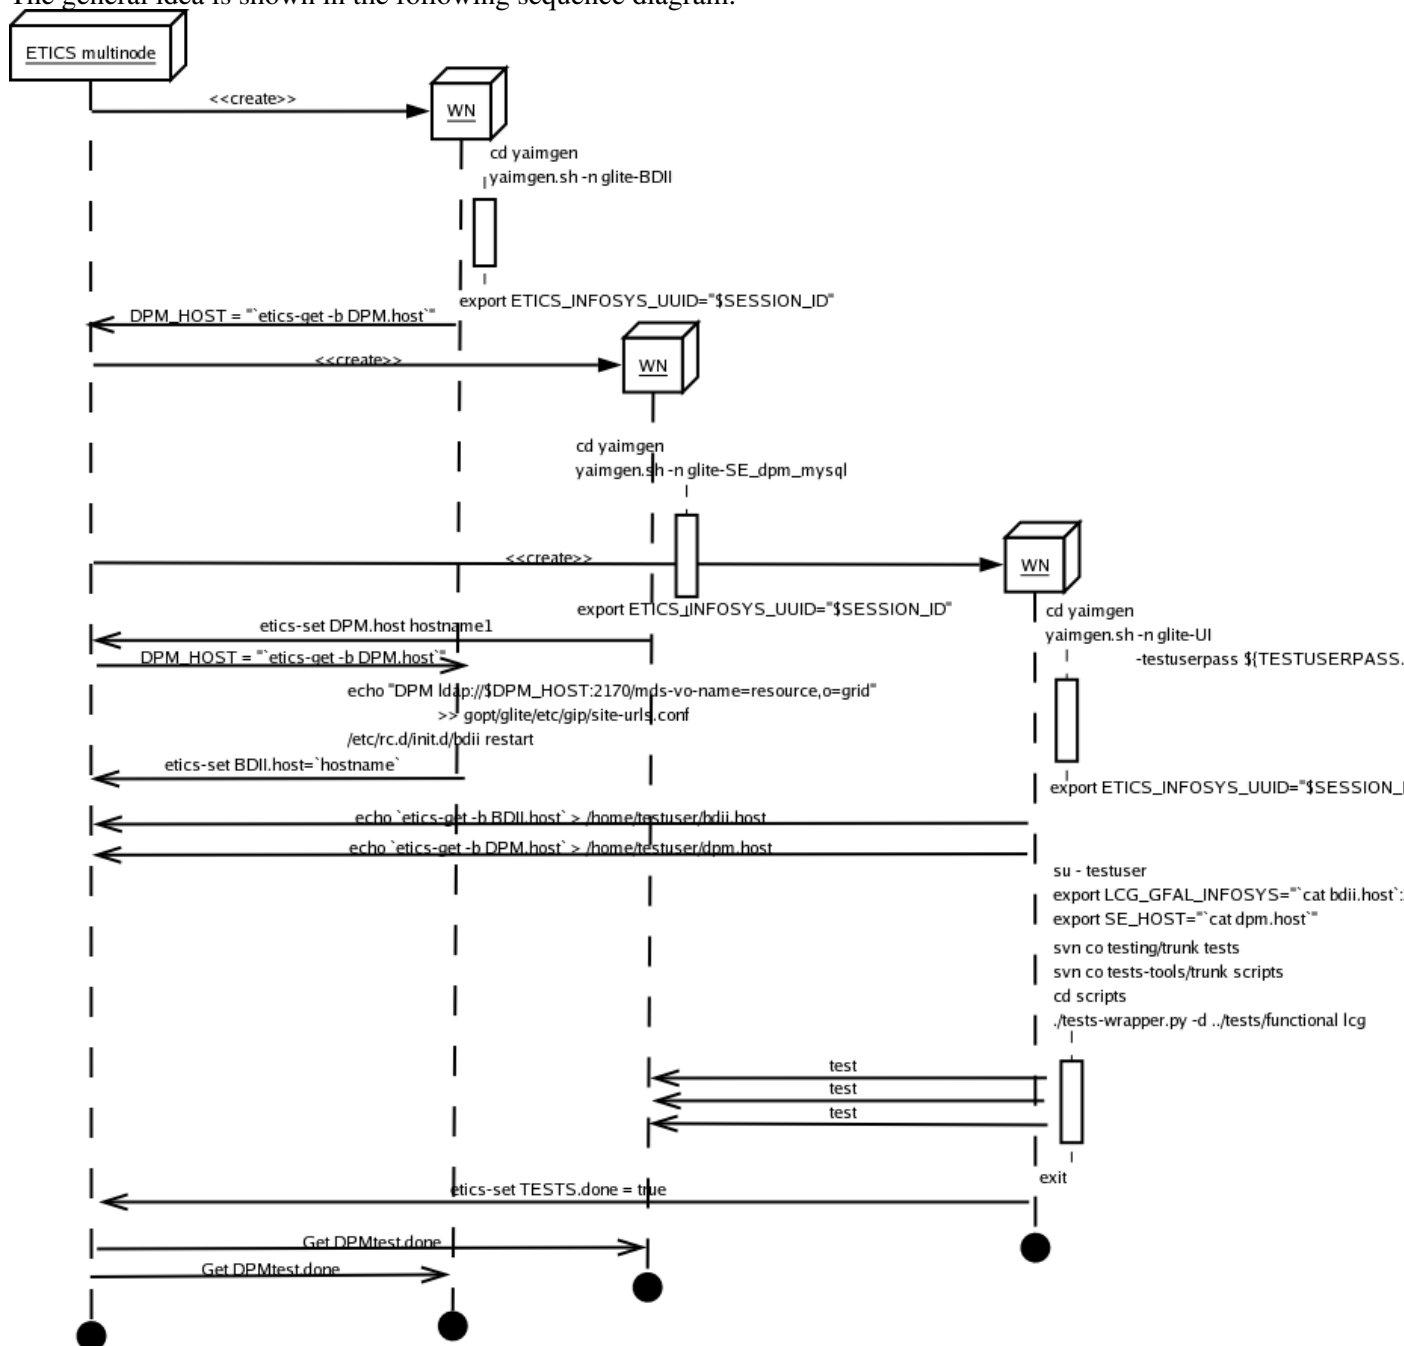 The general idea is shown in the following sequence diagram:
ETICS multinode
<<create>>
WN
cd yaimgen
yaimgen.sh -n glite-BDII
export ETICS_INFOSYS_UUID="$SESSION_ID"
DPM_HOST = "`etics-get -b DPM.host`"
<<create>>
WN
cd yaimgen
yaimgen.sh -n glite-SE_dpm_mysql
<<create>>
WN
export ETICS_INFOSYS_UUID="$SESSION_ID"
cd yaimgen
yaimgen.sh -n glite-UI
-testuserpass ${TESTUSERPASS.
etics-set DPM.host hostname1
DPM_HOST = "`etics-get -b DPM.host`"
echo "DPM ldap://$DPM_HOST:2170/mds-vo-name=resource,o=grid"
>> gopt/glite/etc/gip/site-urls.conf
/etc/rc.d/init.d/bdii restart
etics-set BDII.host=`hostname`
export ETICS_INFOSYS_UUID="$SESSION_
echo `etics-get -b BDII.host` > /home/testuser/bdii.host
echo `etics-get -b DPM.host` > /home/testuser/dpm.host
su - testuser
export LCG_GFAL_INFOSYS="`cat bdii.host`:
export SE_HOST="`cat dpm.host`"
svn co testing/trunk tests
svn co tests-tools/trunk scripts
cd scripts
./tests-wrapper.py -d ../tests/functional lcg
test
test
test
exit
etics-set TESTS.done = true
Get DPMtest.done
Get DPMtest.done